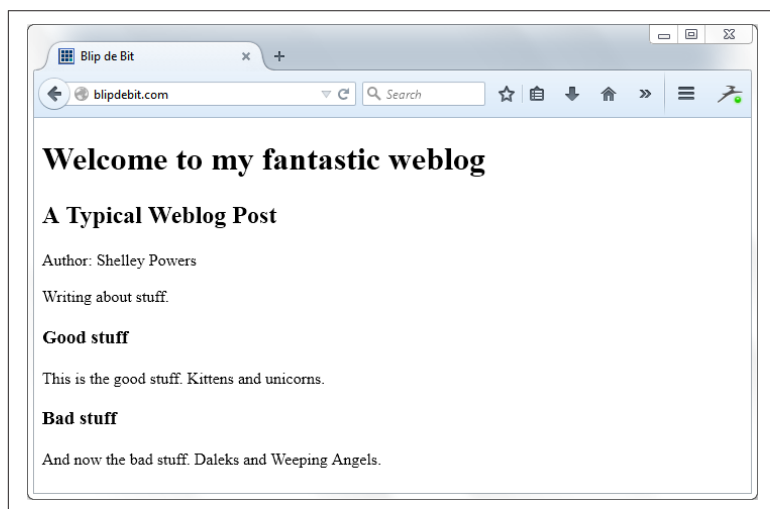 Blip de Bit
blipdebit.com
Search
Welcome to my fantastic weblog
A Typical Weblog Post
Author: Shelley Powers
Writing about stuff.
Good stuff
This is the good stuff. Kittens and unicorns.
Bad stuff
And now the bad stuff. Daleks and Weeping Angels.